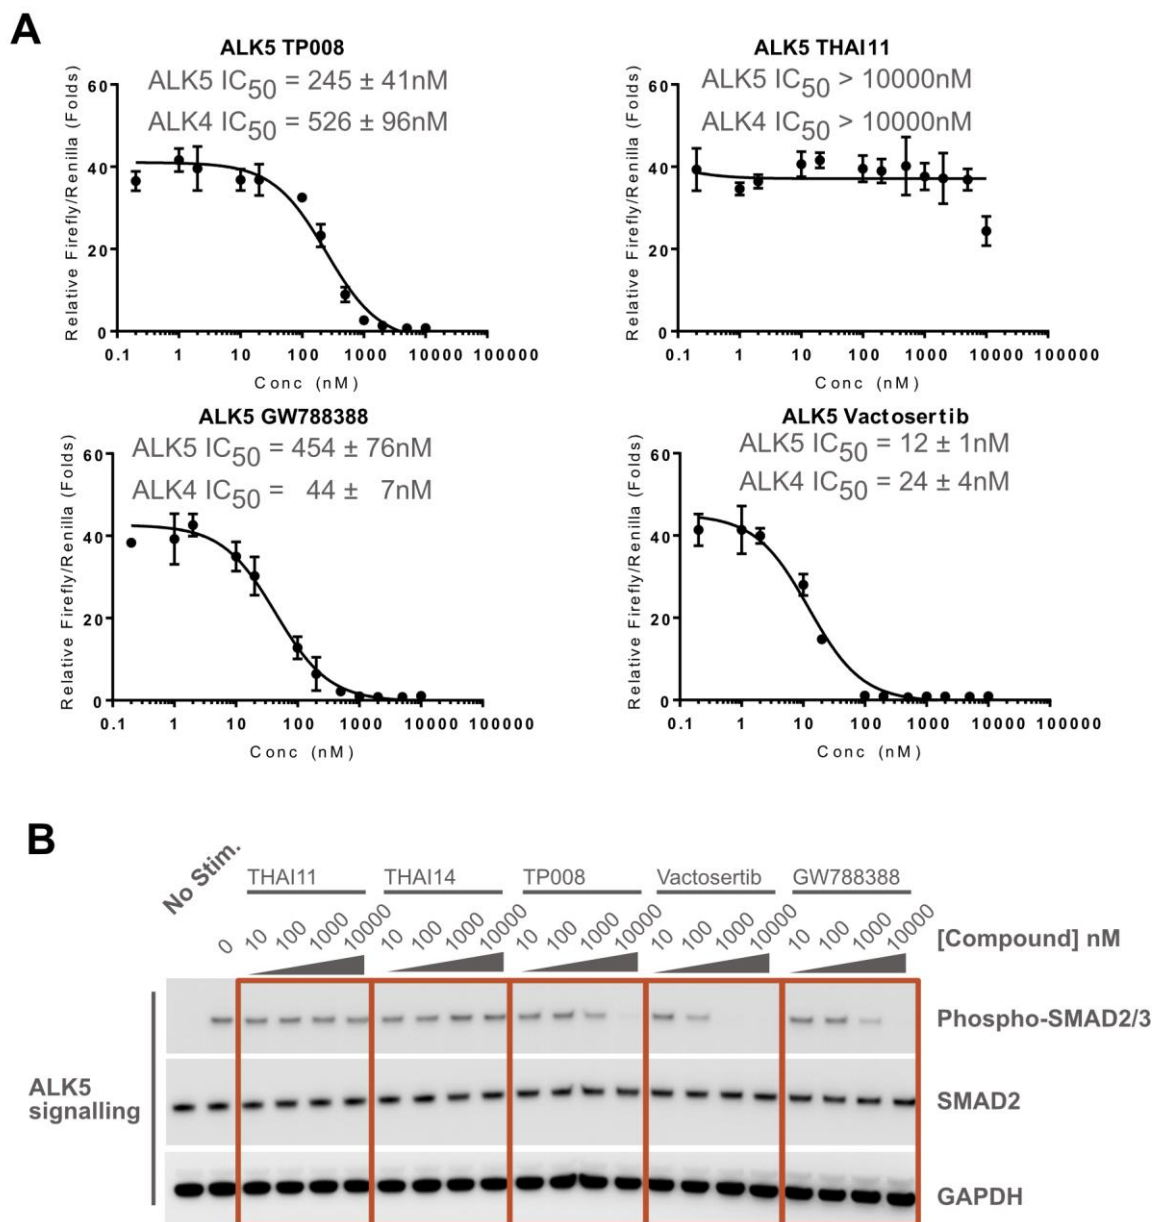 A
ALK5 TP008
ALK5 IC50 = 245 ± 41nM
ALK4 IC50 = 526 ± 96nM
Relative Firefly/Renilla (Folds)
60
40
20
0
0.1 1 10 100 1000 10000 100000
Conc (nM)
ALK5 THAI11
ALK5 IC50 > 10000nM
ALK4 IC50 > 10000nM
Relative Firefly/Renilla (Folds)
60
40
20
0
0.1 1 10 100 1000 10000 100000
Conc (nM)
ALK5 GW788388
ALK5 IC50 = 454 ± 76nM
ALK4 IC50 = 44 ± 7nM
Relative Firefly/Renilla (Folds)
60
40
20
0
0.1 1 10 100 1000 10000 100000
Conc (nM)
ALK5 Vactosertib
ALK5 IC50 = 12 ± 1nM
ALK4 IC50 = 24 ± 4nM
Relative Firefly/Renilla (Folds)
60
40
20
0
0.1 1 10 100 1000 10000 100000
Conc (nM)
B
No Stim. THAI11 THAI14 TP008 Vactosertib GW788388
0 10 100 1000 10000 10 100 1000 10000 10 100 1000 10000 10 100 1000 10000 10 100 1000 10000 [Compound] nM
Phospho-SMAD2/3
ALK5
signalling
SMAD2
GAPDH